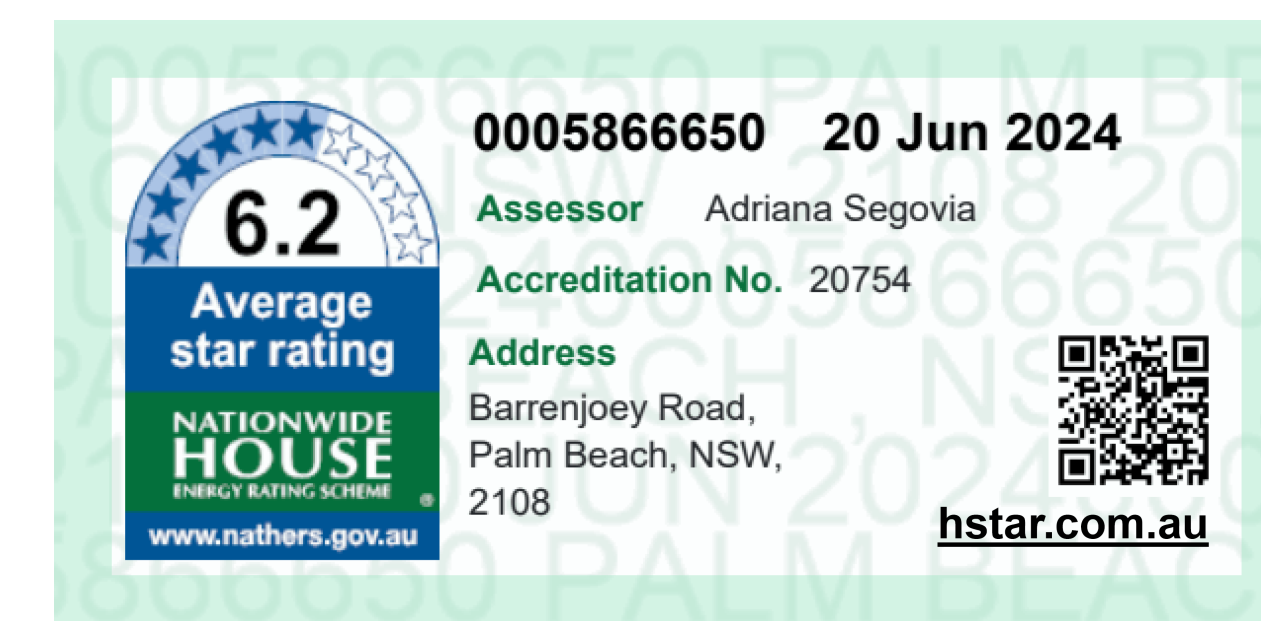 0005866650 20 Jun 2024
6.2
Average
star rating
NATIONWIDE
HOUSE
ENERGY RATING SCHEME ®
www.nathers.gov.au
Assessor Adriana Segovia
Accreditation No. 20754
Address
Barrenjoey Road,
Palm Beach, NSW,
2108
hstar.com.au